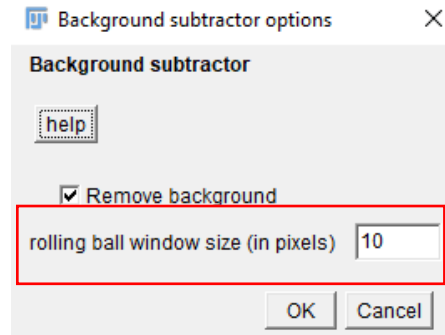 Background subtractor options
Background subtractor
help
Remove background
rolling ball window size (in pixels) 10
OK Cancel